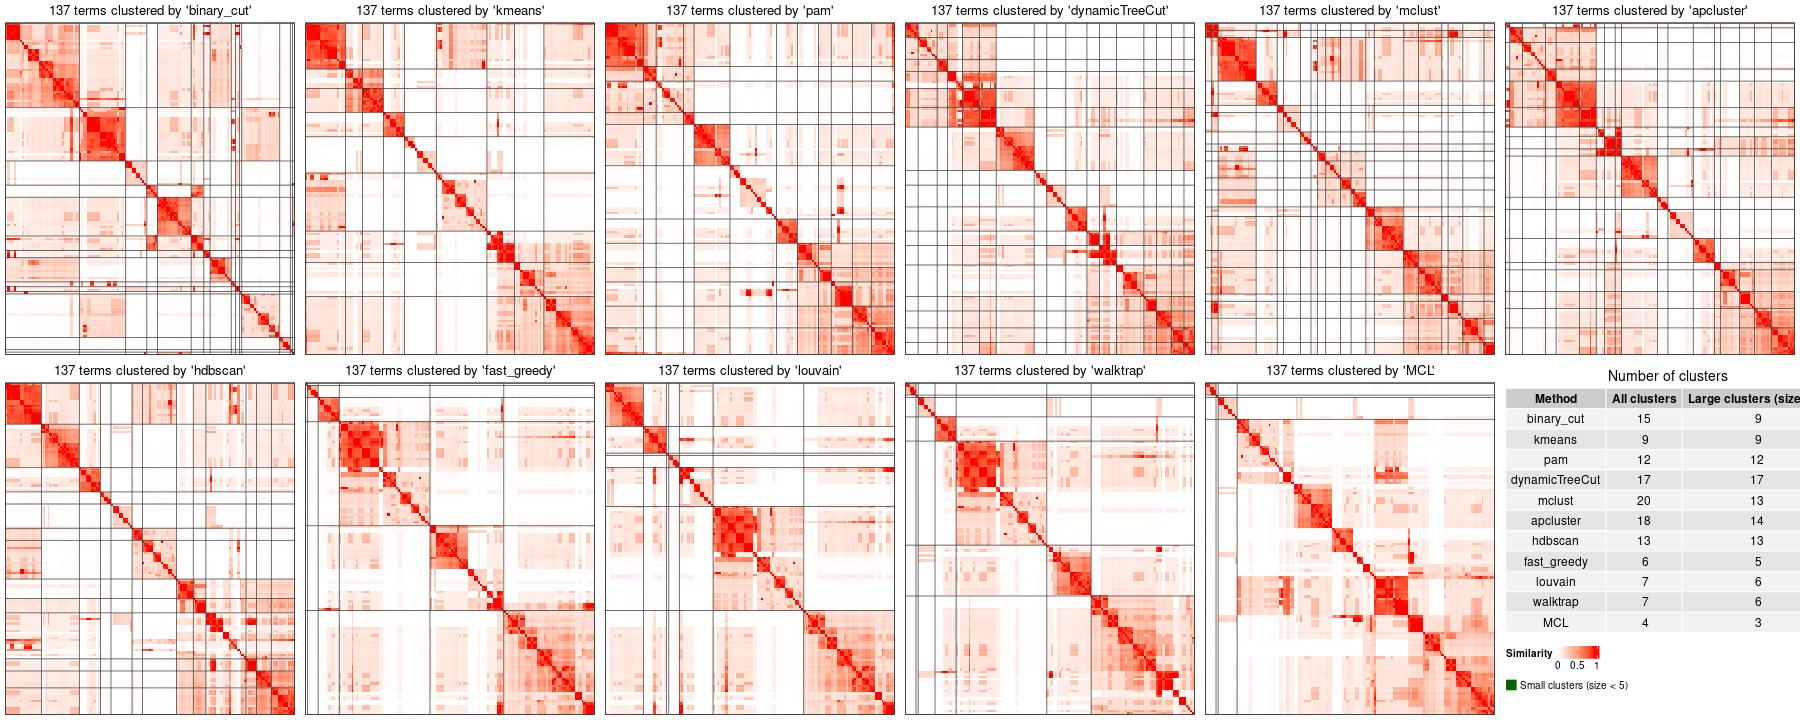 137 terms clustered by 'binary_cut'
137 terms clustered by 'kmeans'
137 terms clustered by 'pam'
137 terms clustered by 'dynamicTreeCut'
137 terms clustered by 'mclust'
137 terms clustered by 'apcluster'
137 terms clustered by 'hdbscan'
137 terms clustered by 'fast_greedy'
137 terms clustered by 'louvain'
137 terms clustered by 'walktrap'
137 terms clustered by 'MCL'
Number of clusters
Method All clusters Large clusters (size
binary_cut 15 9
kmeans 9 9
pam 12 12
dynamicTreeCut 17 17
mclust 20 13
apcluster 18 14
hdbscan 13 13
fast_greedy 6 5
louvain 7 6
walktrap 7 6
MCL 4 3
Similarity
0 0.5 1
Small clusters (size < 5)